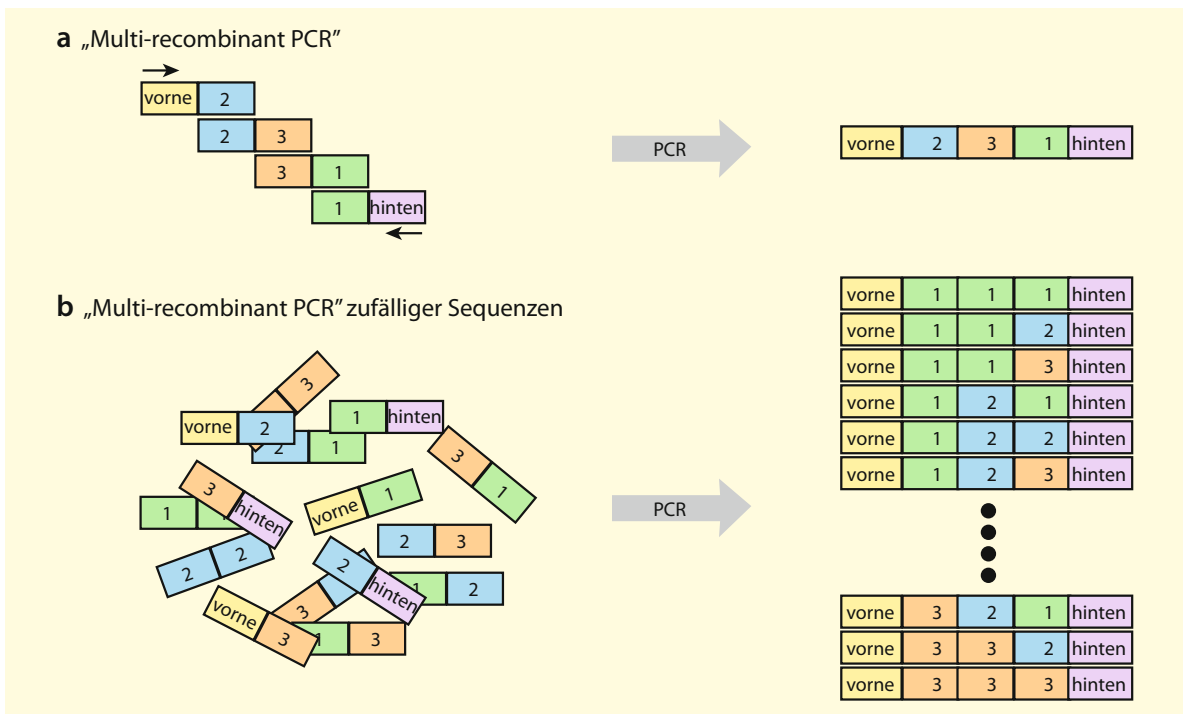 a „Multi-recombinant PCR”
vorne 2
2 3
3 1
1 hinten
PCR
vorne 2 3 1 hinten
b „Multi-recombinant PCR” zufälliger Sequenzen
3
vorne 2
2 1
1 hinten
3 1
3 hinten
1 1
vorne 1
2 3
2 2
2 hinten
1 2
3
vorne 3
1 3
PCR
vorne 1 1 1 hinten
vorne 1 1 2 hinten
vorne 1 1 3 hinten
vorne 1 2 1 hinten
vorne 1 2 2 hinten
vorne 1 2 3 hinten
vorne 3 2 1 hinten
vorne 3 3 2 hinten
vorne 3 3 3 hinten